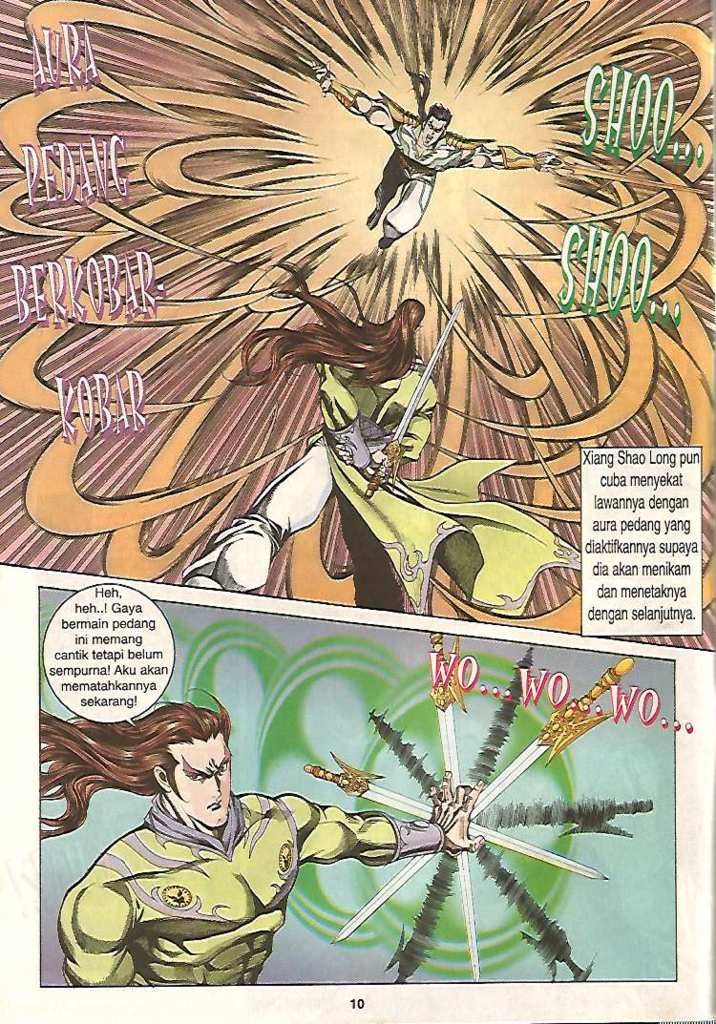 AURA
PEDANG
BERKOBAR-
KOBAR
SHOO...
SHOO...
Xiang Shao Long pun
cuba menyekat
lawannya dengan
aura pedang yang
diaktifkannya supaya
dia akan menikam
dan menetaknya
dengan selanjutnya.
Heh,
heh..! Gaya
bermain pedang
ini memang
cantik tetapi belum
sempurna! Aku akan
mematahkannya
sekarang!
WO...WO...WO...
10